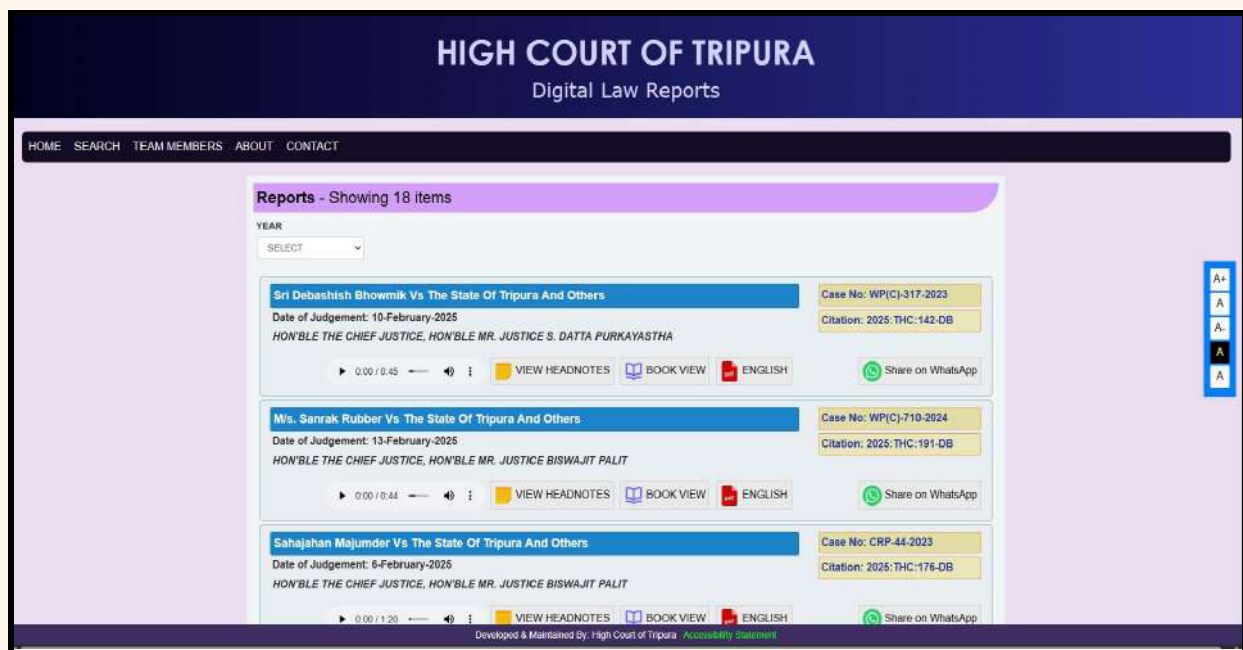 HIGH COURT OF TRIPURA
Digital Law Reports
HOME SEARCH TEAM MEMBERS ABOUT CONTACT
Reports - Showing 18 items
YEAR
SELECT
Sri Debashish Bhowmik Vs The State Of Tripura And Others
Case No: WP(C)-317-2023
Date of Judgement: 10-February-2025
Citation: 2025:THC:142-DB
HON'BLE THE CHIEF JUSTICE, HON'BLE MR. JUSTICE S. DATTA PURKAYASTHA
0:00 / 0:45 VIEW HEADNOTES BOOK VIEW pdf ENGLISH Share on WhatsApp
M/s. Sanrak Rubber Vs The State Of Tripura And Others
Case No: WP(C)-710-2024
Date of Judgement: 13-February-2025
Citation: 2025:THC:191-DB
HON'BLE THE CHIEF JUSTICE, HON'BLE MR. JUSTICE BISWAJIT PALIT
0:00 / 0:44 VIEW HEADNOTES BOOK VIEW pdf ENGLISH Share on WhatsApp
Sahajahan Majumder Vs The State Of Tripura And Others
Case No: CRP-44-2023
Date of Judgement: 6-February-2025
Citation: 2025:THC:176-DB
HON'BLE THE CHIEF JUSTICE, HON'BLE MR. JUSTICE BISWAJIT PALIT
0:00 / 1:20 VIEW HEADNOTES BOOK VIEW pdf ENGLISH Share on WhatsApp
A+
A
A-
A
A
Developed & Maintained By: High Court of Tripura Accessibility Statement